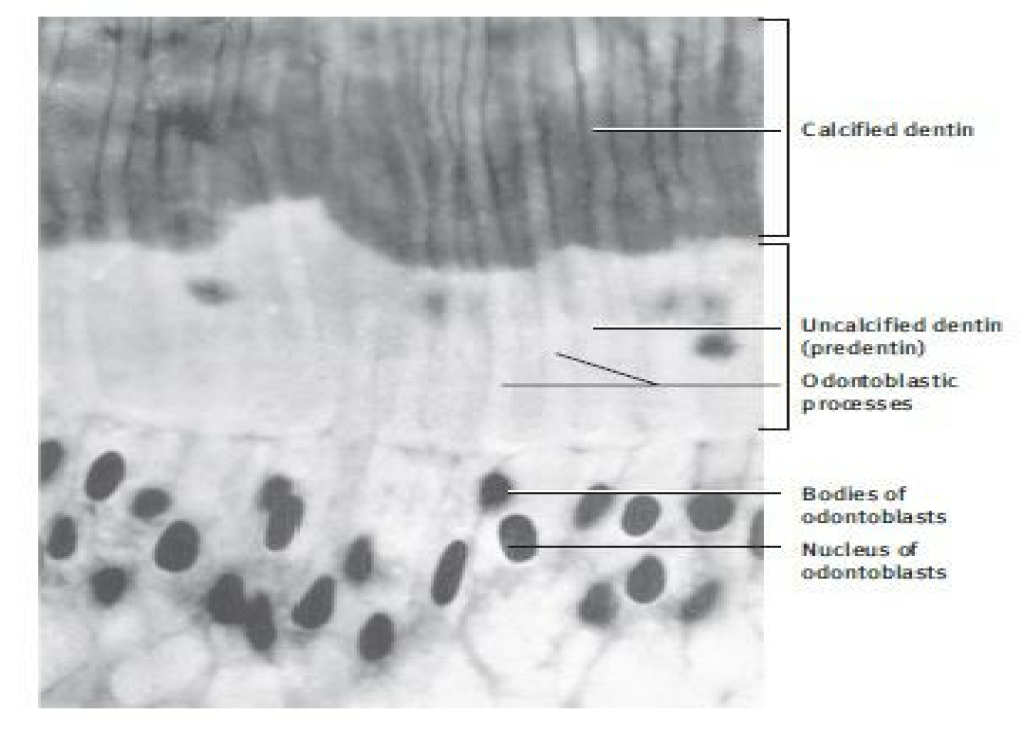 Calcified dentin
Uncalcified dentin
(predentin)
Odontoblastic
processes
Bodies of
odontoblasts
Nucleus of
odontoblasts